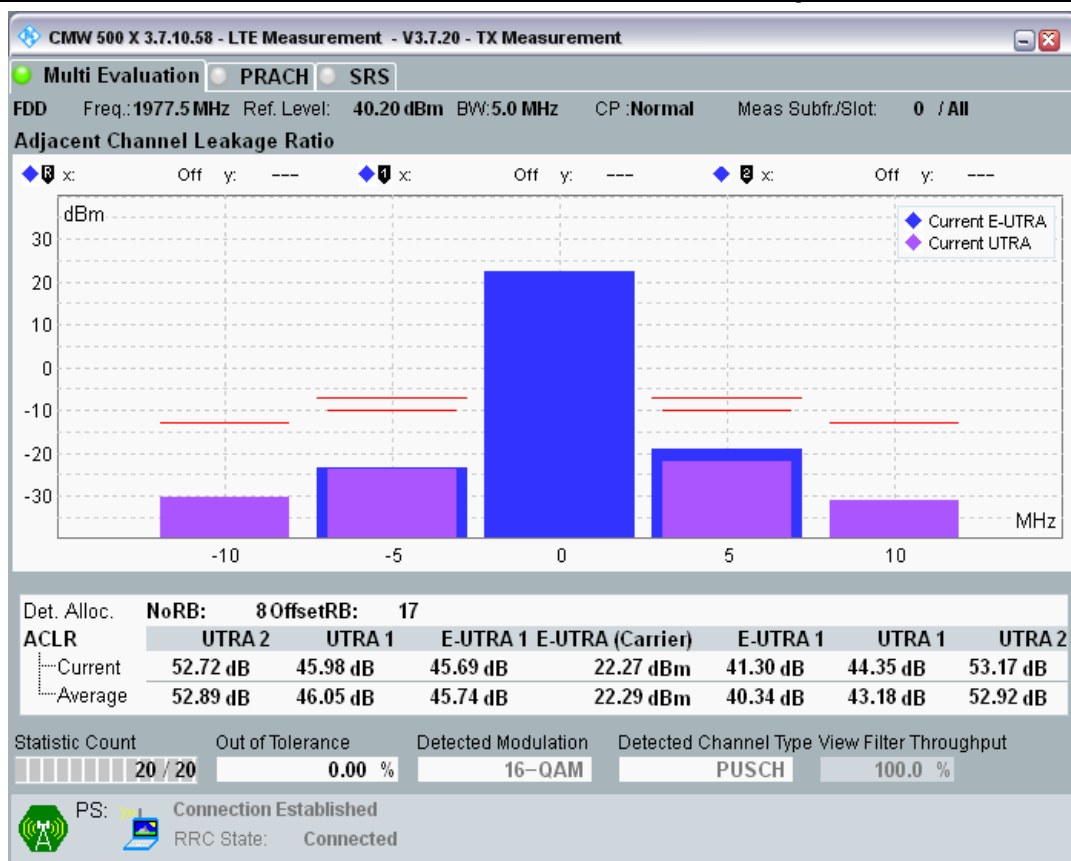 CMW 500 X 3.7.10.58 - LTE Measurement - V3.7.20 - TX Measurement
Multi Evaluation PRACH SRS
FDD Freq.: 1977.5 MHz Ref. Level: 40.20 dBm BW: 5.0 MHz CP : Normal Meas Subfr./Slot: 0 / All
Adjacent Channel Leakage Ratio
R x: Off y: --- 1 x: Off y: --- 2 x: Off y: ---
dBm
Current E-UTRA
Current UTRA
30
20
10
0
-10
-20
-30
MHz
-10 -5 0 5 10
Det. Alloc. NoRB: 8 OffsetRB: 17
ACLR UTRA 2 UTRA 1 E-UTRA 1 E-UTRA (Carrier) E-UTRA 1 UTRA 1 UTRA 2
Current 52.72 dB 45.98 dB 45.69 dB 22.27 dBm 41.30 dB 44.35 dB 53.17 dB
Average 52.89 dB 46.05 dB 45.74 dB 22.29 dBm 40.34 dB 43.18 dB 52.92 dB
Statistic Count Out of Tolerance Detected Modulation Detected Channel Type View Filter Throughput
20 / 20 0.00 % 16-QAM PUSCH 100.0 %
PS: Connection Established
RRC State: Connected